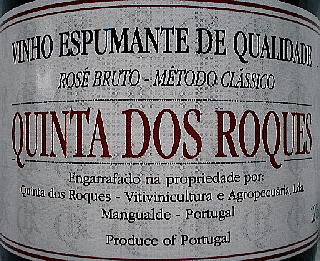 VINHO ESPUMANTE DE QUALIDADE
ROSÉ BRUTO - MÉTODO CLÁSSICO
QUINTA DOS ROQUES
Engarrafado na propriedade por:
Quinta dos Roques - Vitivinicultura e Agropecuária, Lda
Mangualde - Portugal
Produce of Portugal